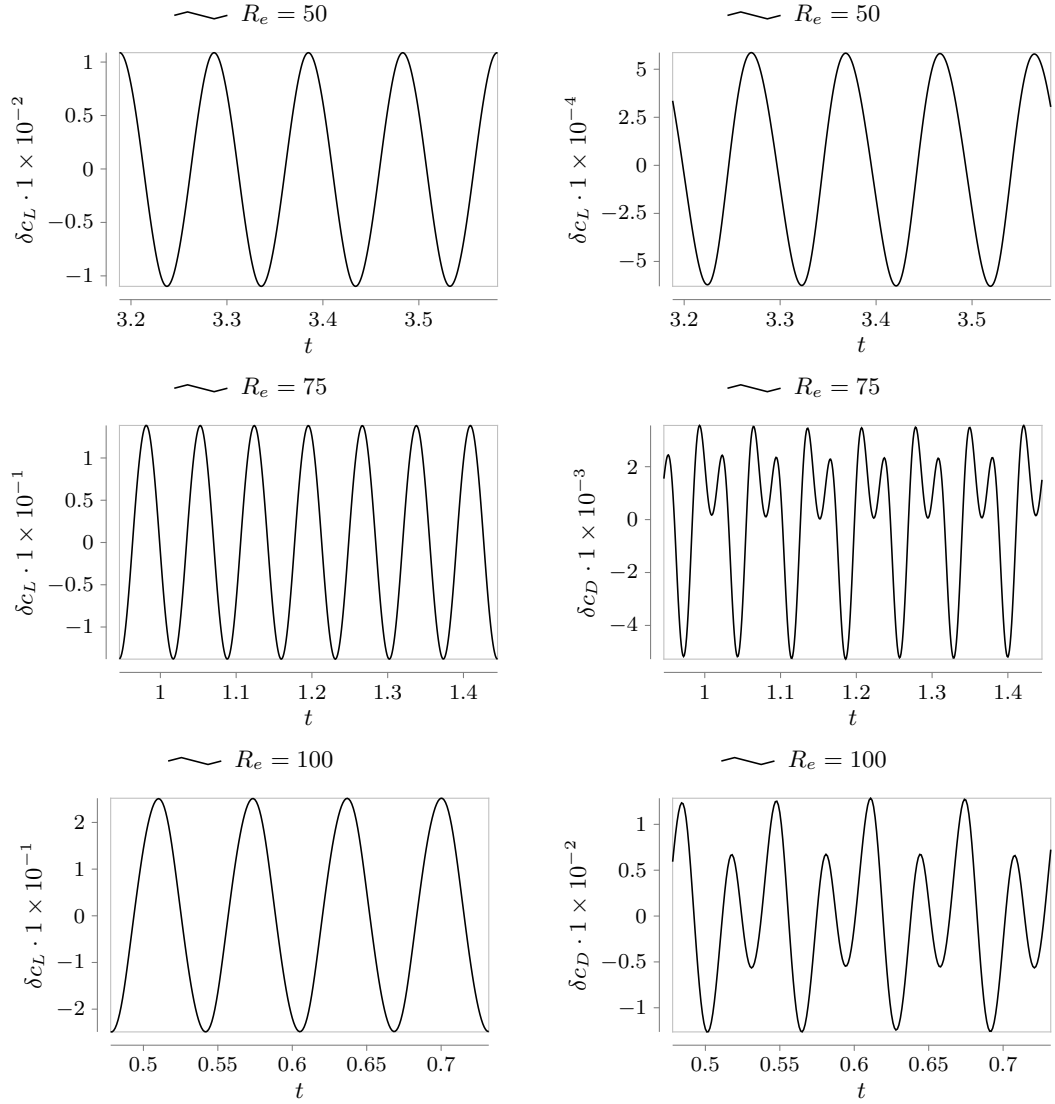 R_e = 50
δc_L · 1 × 10^−2
1
0.5
0
−0.5
−1
3.2 3.3 3.4 3.5
t
R_e = 50
δc_L · 1 × 10^−4
5
2.5
0
−2.5
−5
3.2 3.3 3.4 3.5
t
R_e = 75
δc_L · 1 × 10^−1
1
0.5
0
−0.5
−1
1 1.1 1.2 1.3 1.4
t
R_e = 75
δc_D · 1 × 10^−3
2
0
−2
−4
1 1.1 1.2 1.3 1.4
t
R_e = 100
δc_L · 1 × 10^−1
2
1
0
−1
−2
0.5 0.55 0.6 0.65 0.7
t
R_e = 100
δc_D · 1 × 10^−2
1
0.5
0
−0.5
−1
0.5 0.55 0.6 0.65 0.7
t